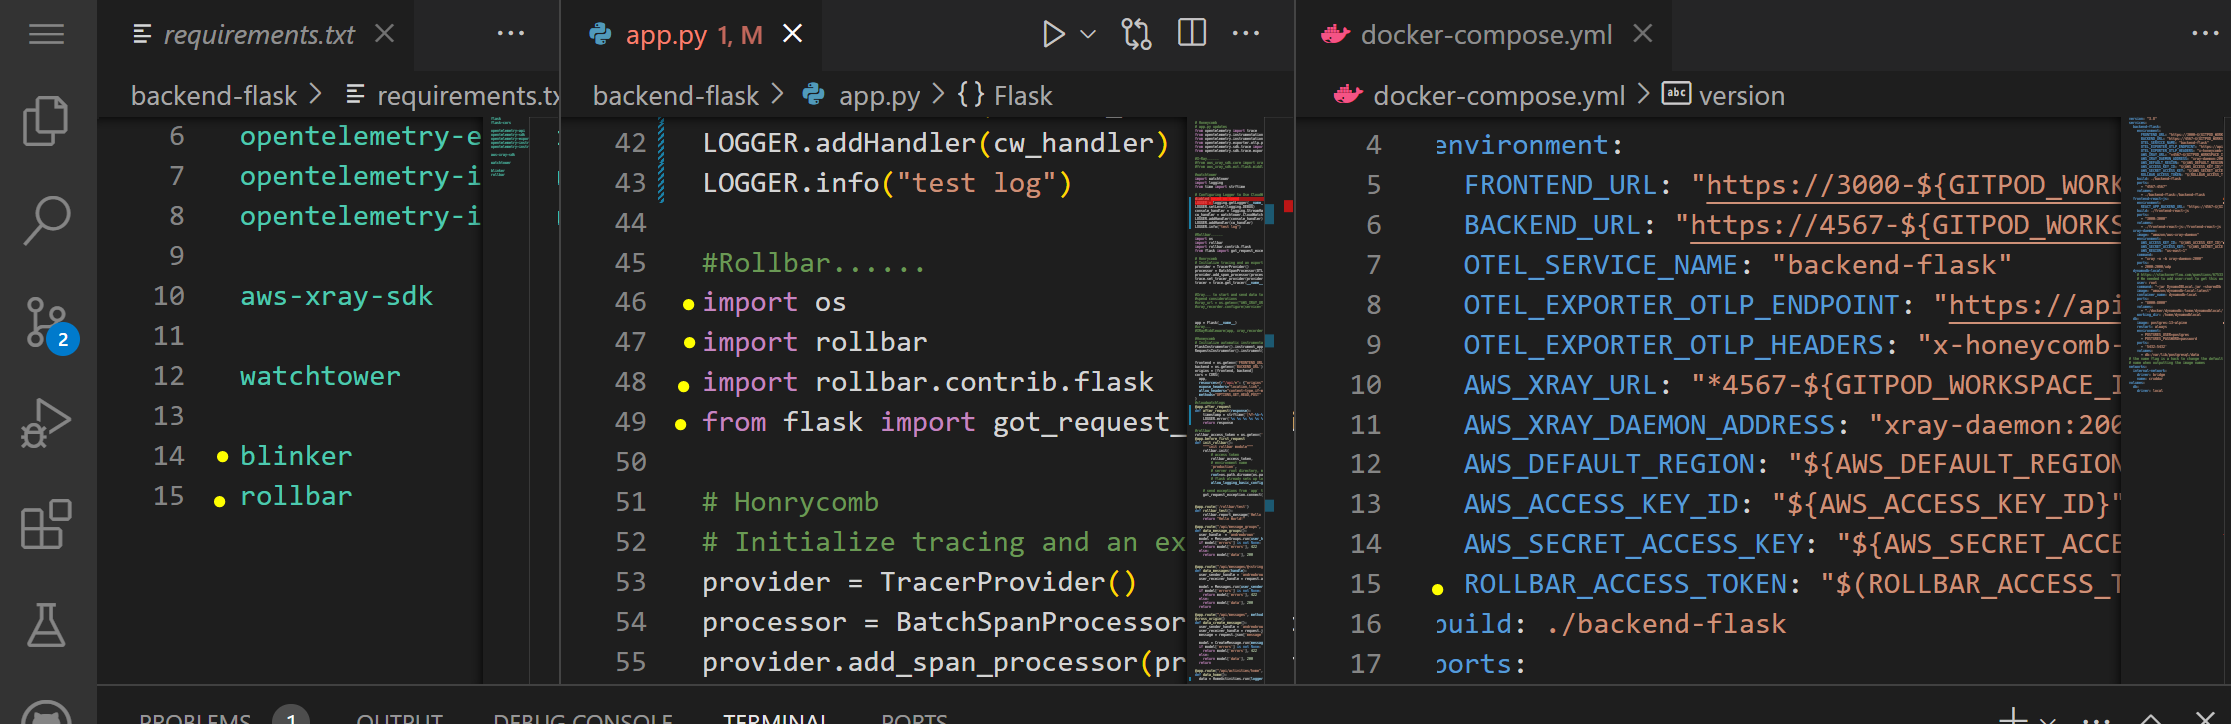 requirements.txt
app.py 1, M
docker-compose.yml
backend-flask > requirements.tx
backend-flask > app.py > {} Flask
docker-compose.yml > abc version
6 opentelemetry-e
7 opentelemetry-i
8 opentelemetry-i
9
10 aws-xray-sdk
11
12 watchtower
13
14 blinker
15 rollbar
2
42 LOGGER.addHandler(cw_handler)
43 LOGGER.info("test log")
44
45 #Rollbar......
46 import os
47 import rollbar
48 import rollbar.contrib.flask
49 from flask import got_request_
50
51 # Honrycomb
52 # Initialize tracing and an ex
53 provider = TracerProvider()
54 processor = BatchSpanProcessor
55 provider.add_span_processor(pr
4 environment:
5 FRONTEND_URL: "https://3000-${GITPOD_WORK
6 BACKEND_URL: "https://4567-${GITPOD_WORKS
7 OTEL_SERVICE_NAME: "backend-flask"
8 OTEL_EXPORTER_OTLP_ENDPOINT: "https://api
9 OTEL_EXPORTER_OTLP_HEADERS: "x-honeycomb-
10 AWS_XRAY_URL: "*4567-${GITPOD_WORKSPACE_I
11 AWS_XRAY_DAEMON_ADDRESS: "xray-daemon:200
12 AWS_DEFAULT_REGION: "${AWS_DEFAULT_REGION
13 AWS_ACCESS_KEY_ID: "${AWS_ACCESS_KEY_ID}"
14 AWS_SECRET_ACCESS_KEY: "${AWS_SECRET_ACCE
15 ROLLBAR_ACCESS_TOKEN: "$(ROLLBAR_ACCESS_T
16 build: ./backend-flask
17 ports:
PROBLEMS 1 OUTPUT DEBUG CONSOLE TERMINAL PORTS